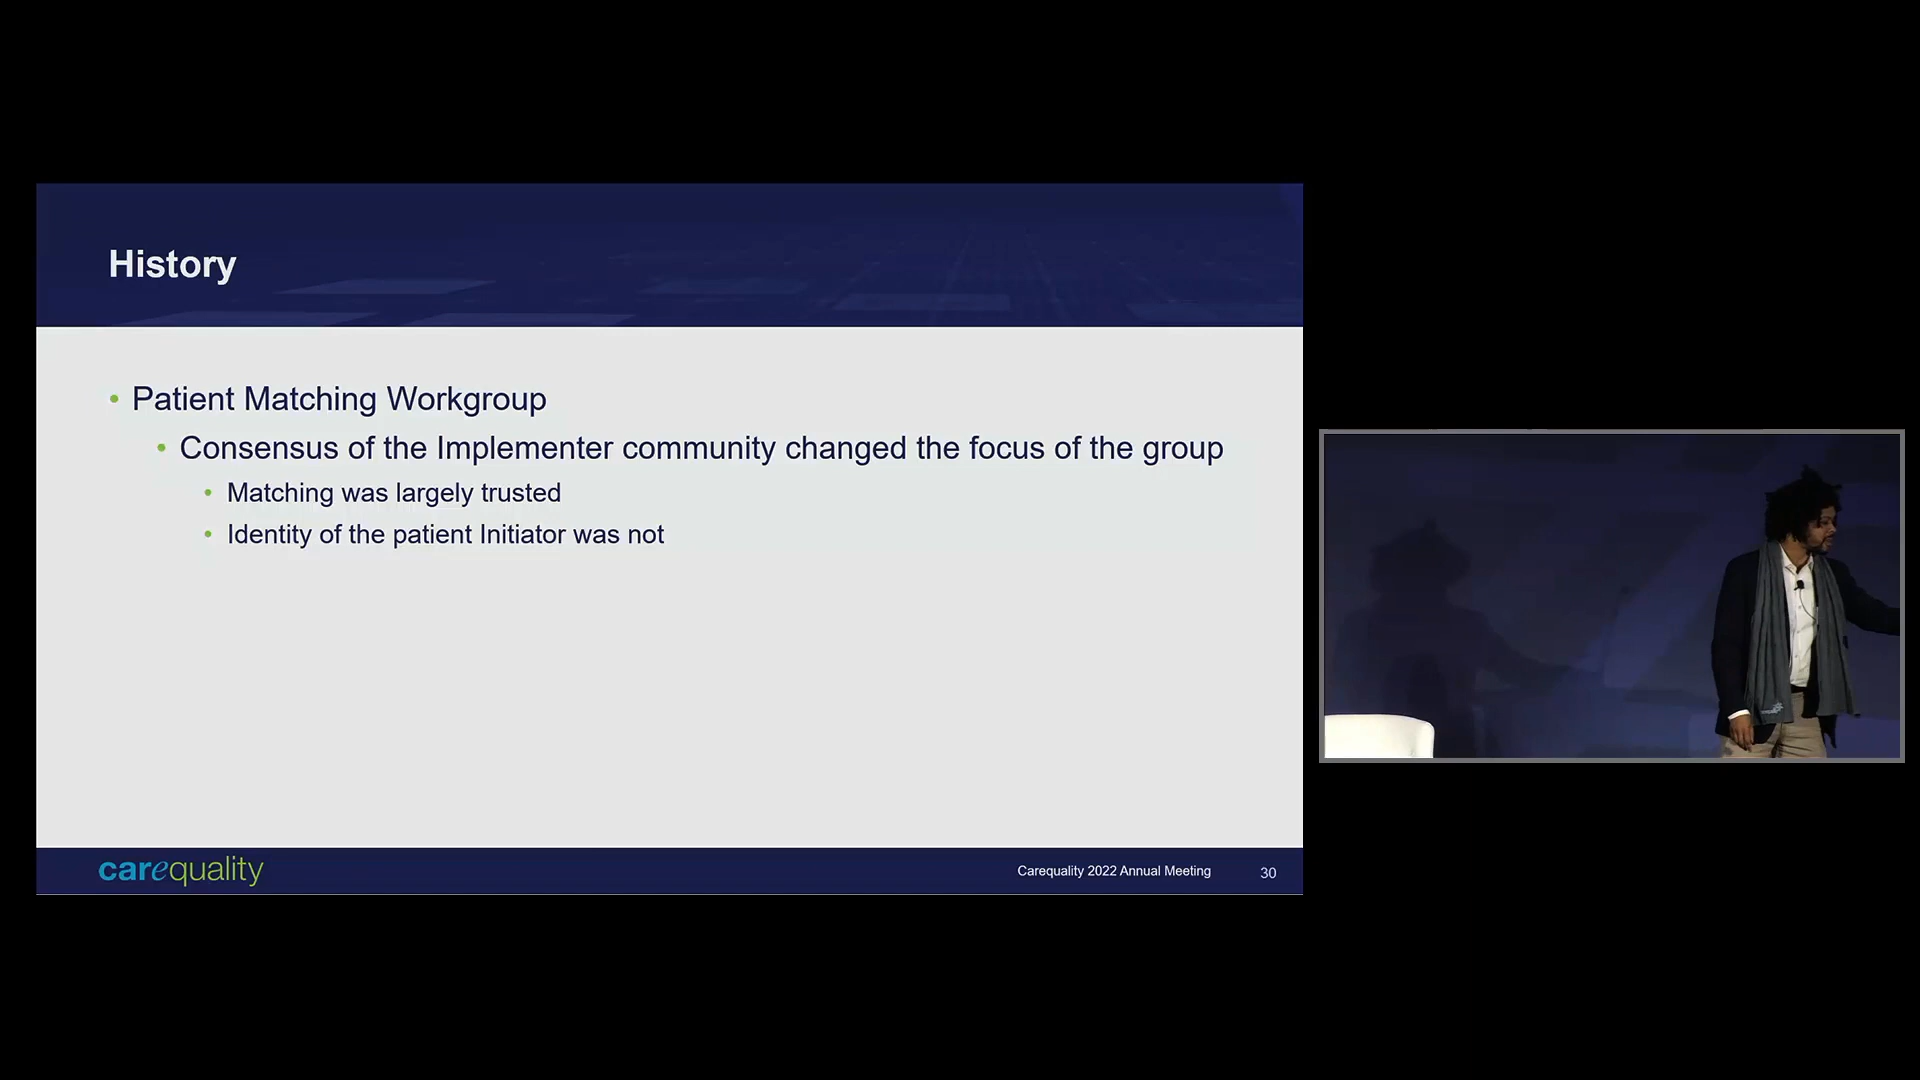 History
• Patient Matching Workgroup
• Consensus of the Implementer community changed the focus of the group
• Matching was largely trusted
• Identity of the patient Initiator was not
carequality
Carequality 2022 Annual Meeting
30